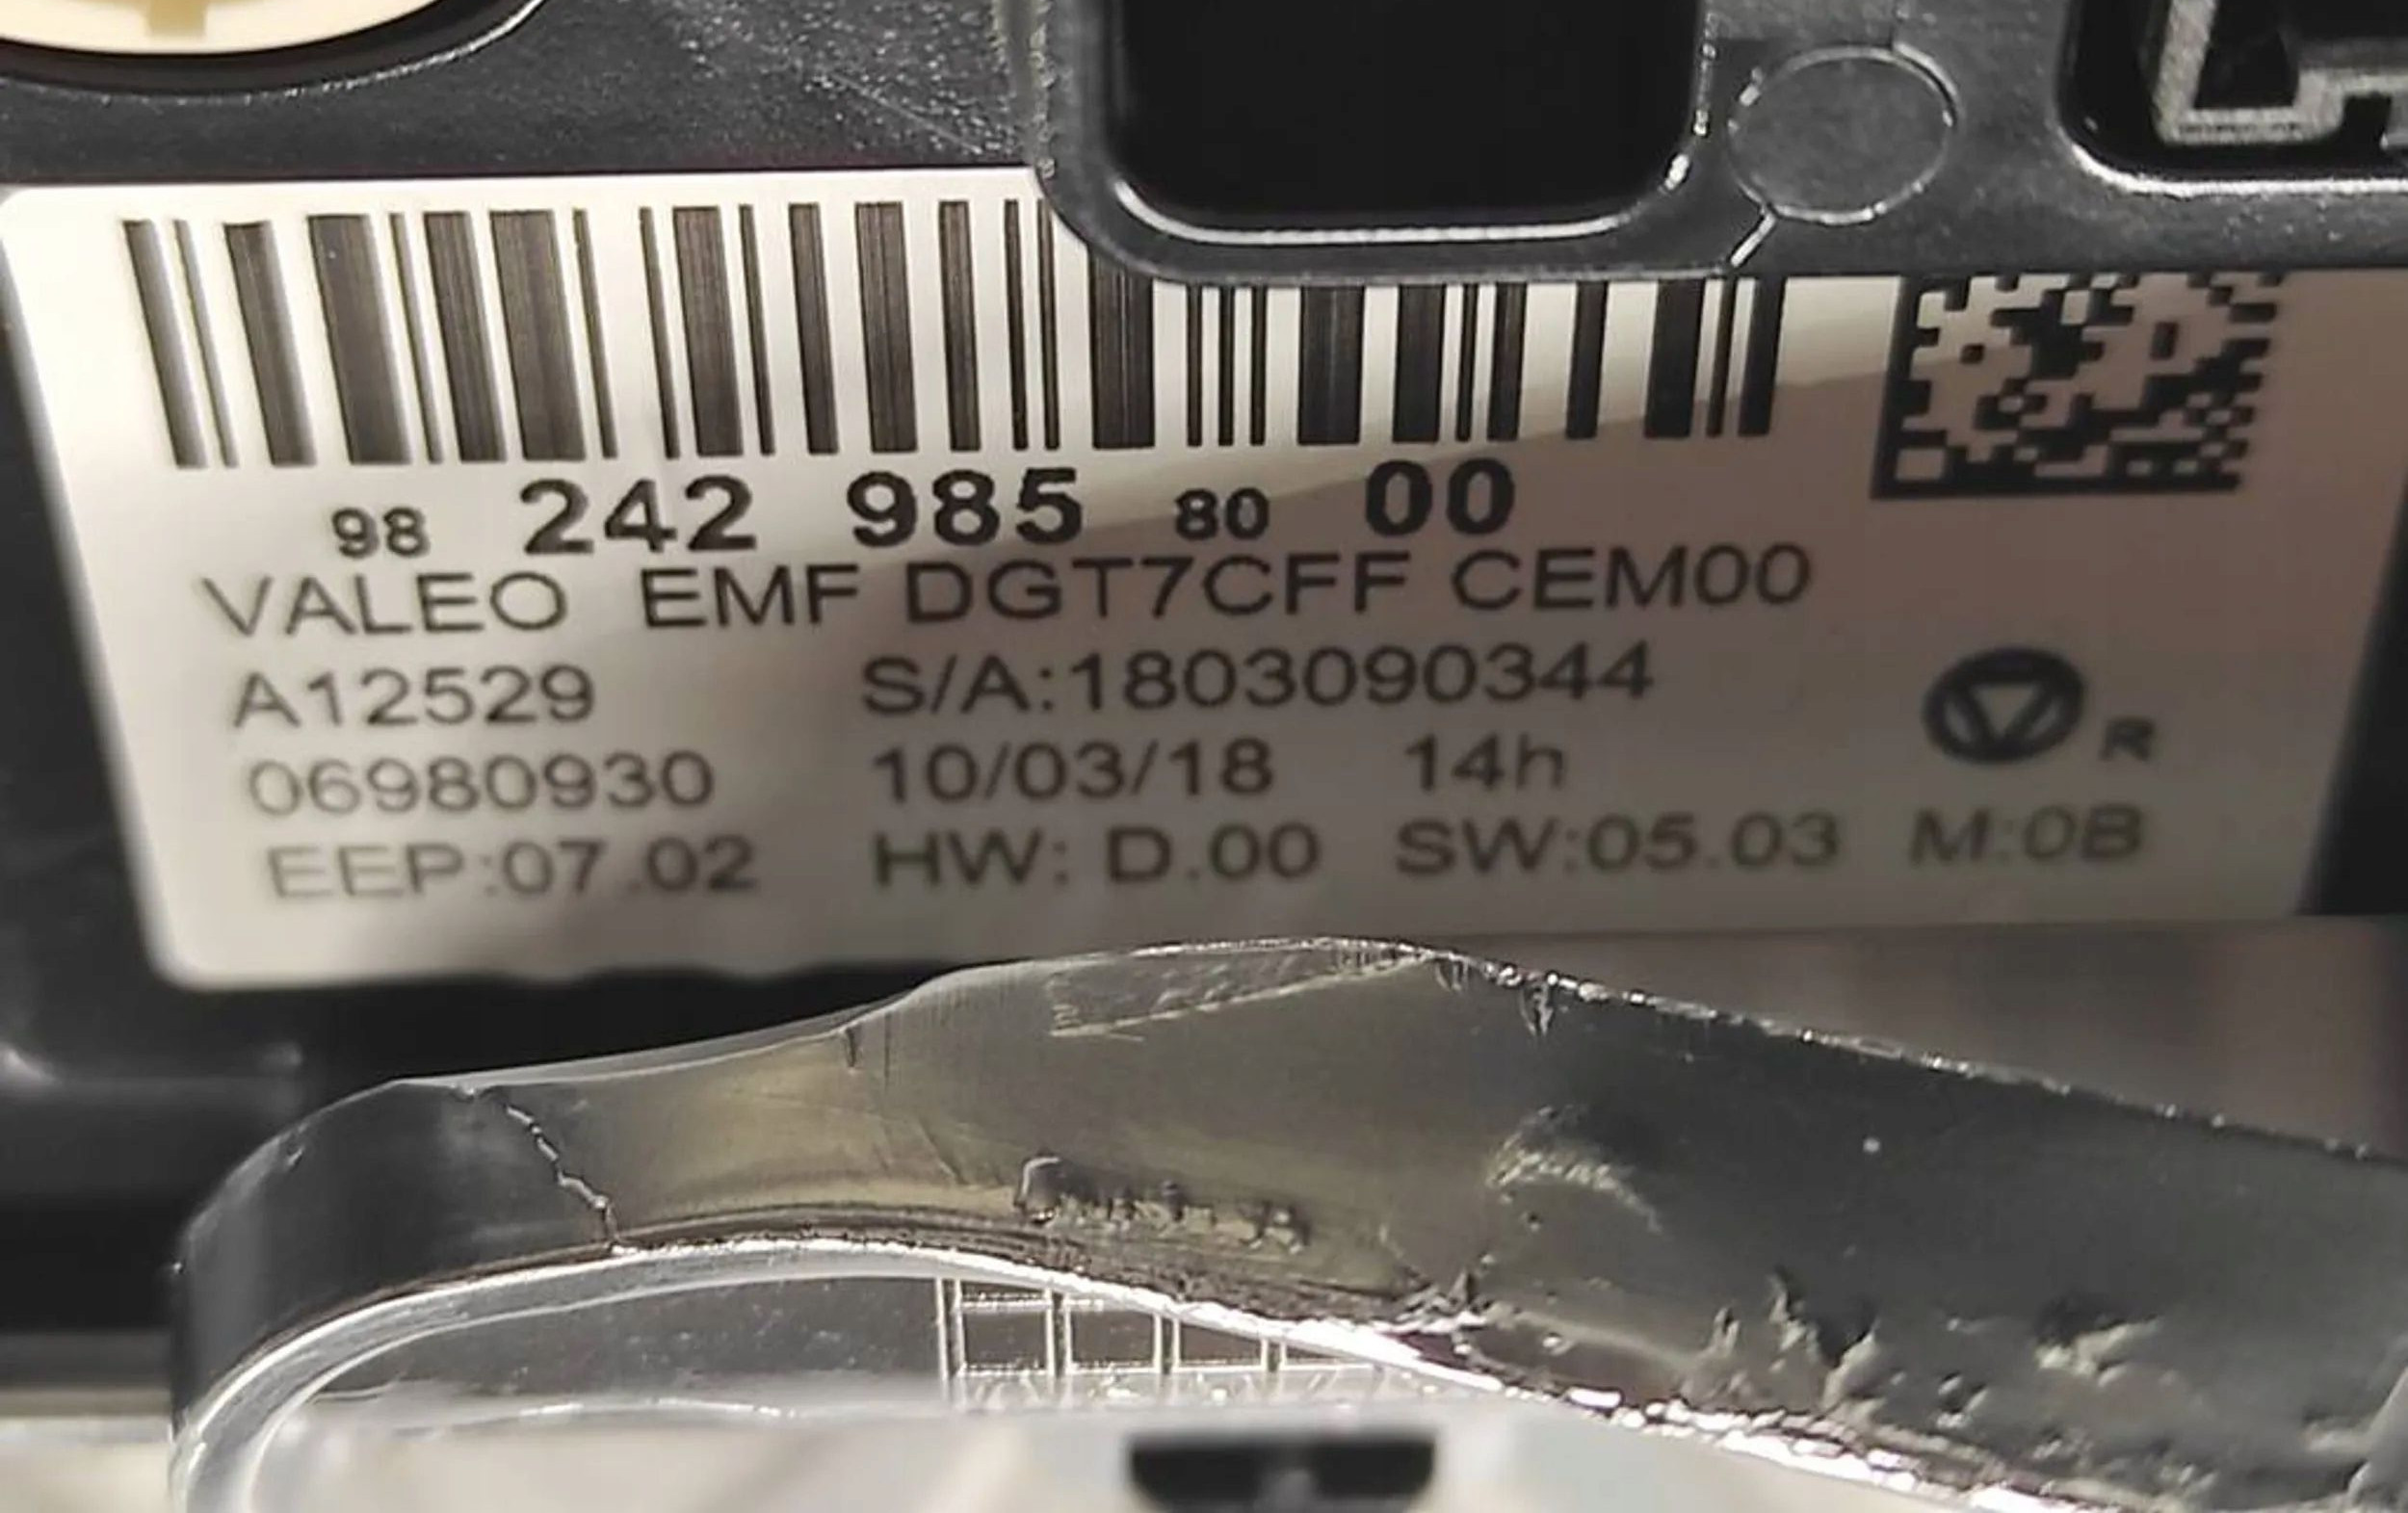 98 242 985 80 00
VALEO EMF DGT7CFF CEM00
A12529 S/A:1803090344
06980930 10/03/18 14h
R
EEP:07.02 HW: D.00 SW:05.03 M:0B